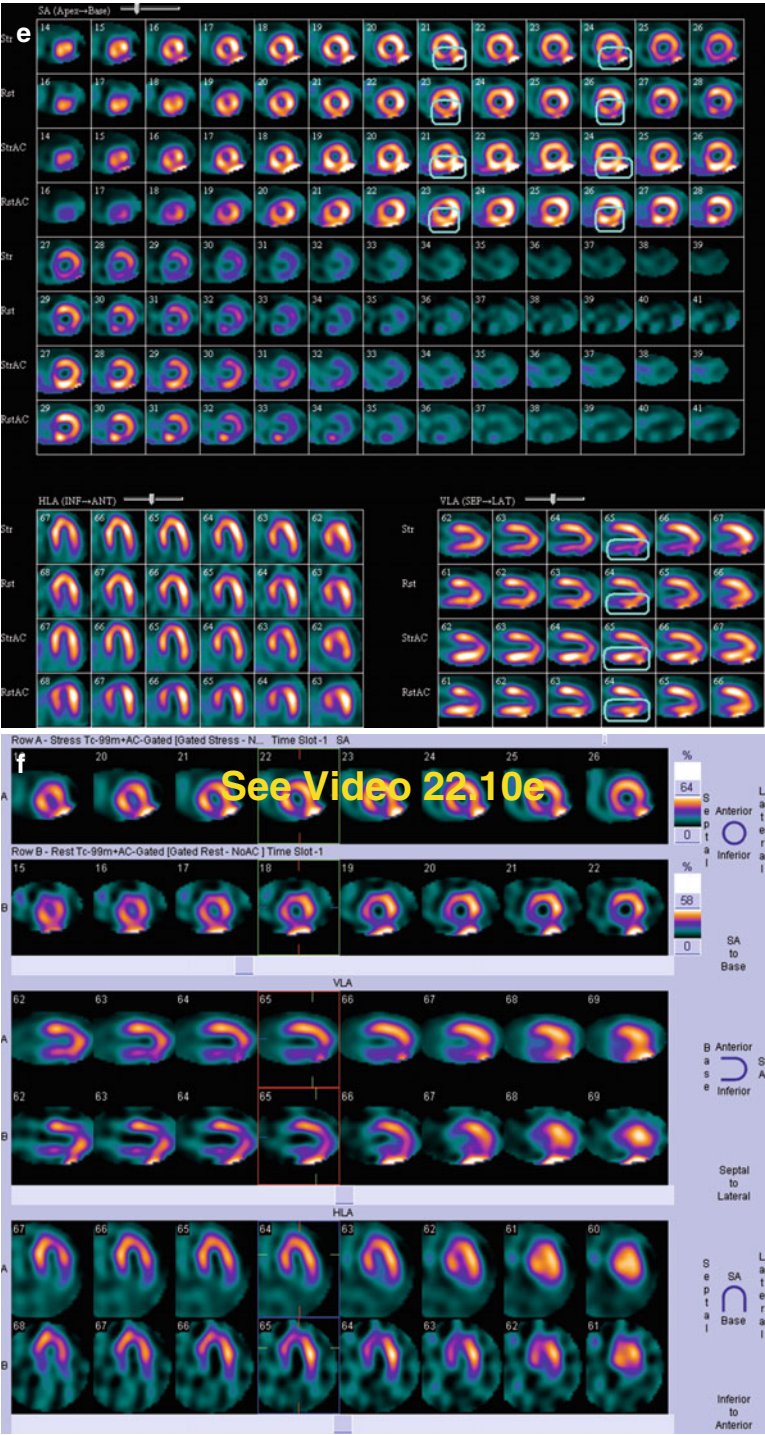 e
SA (Apex→Base)
Str 14 15 16 17 18 19 20 21 22 23 24 25 26
Rst 16 17 18 19 20 21 22 23 24 25 26 27 28
StrAC 14 15 16 17 18 19 20 21 22 23 24 25 26
RstAC 16 17 18 19 20 21 22 23 24 25 26 27 28
Str 27 28 29 30 31 32 33 34 35 36 37 38 39
Rst 29 30 31 32 33 34 35 36 37 38 39 40 41
StrAC 27 28 29 30 31 32 33 34 35 36 37 38 39
RstAC 29 30 31 32 33 34 35 36 37 38 39 40 41
HLA (INF→ANT)
Str 67 66 65 64 63 62
Rst 68 67 66 65 64 63
StrAC 67 66 65 64 63 62
RstAC 68 67 66 65 64 63
VLA (SEP→LAT)
Str 62 63 64 65 66 67
Rst 61 62 63 64 65 66
StrAC 62 63 64 65 66 67
RstAC 61 62 63 64 65 66
Row A - Stress Tc-99m+AC-Gated [Gated Stress - N... Time Slot-1 SA
f
A 20 21 22 23 24 25 26
See Video 22.10e
%
64
0
Septal
Anterior
Inferior
Lateral
Row B - Rest Tc-99m+AC-Gated [Gated Rest - NoAC ] Time Slot-1
B 15 16 17 18 19 20 21 22
%
58
0
SA
to
Base
VLA
A 62 63 64 65 66 67 68 69
B 62 63 64 65 66 67 68 69
Base
Anterior
Inferior
SA
Septal
to
Lateral
HLA
A 67 66 65 64 63 62 61 60
B 68 67 66 65 64 63 62 61
Septal
SA
Base
Lateral
Inferior
to
Anterior